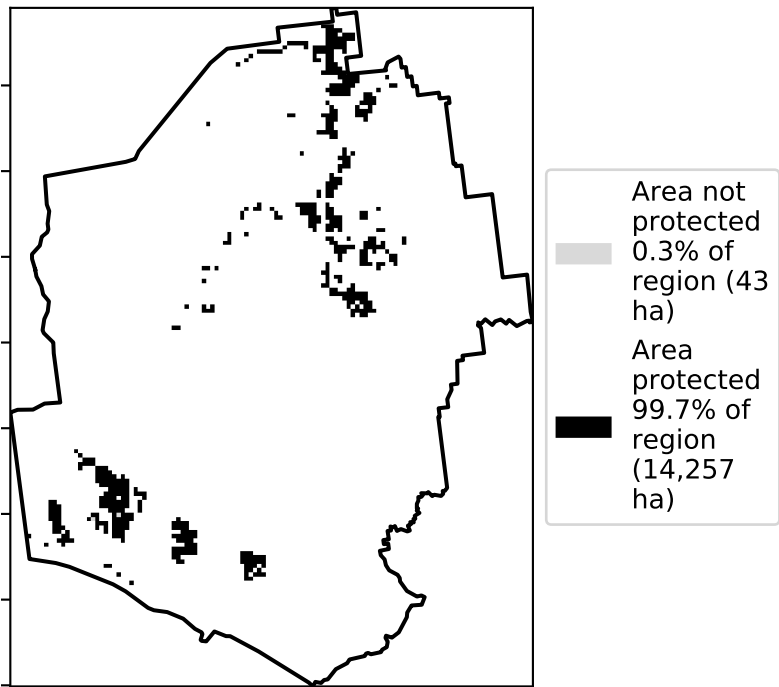 Area not
protected
0.3% of
region (43
ha)
Area
protected
99.7% of
region
(14,257
ha)